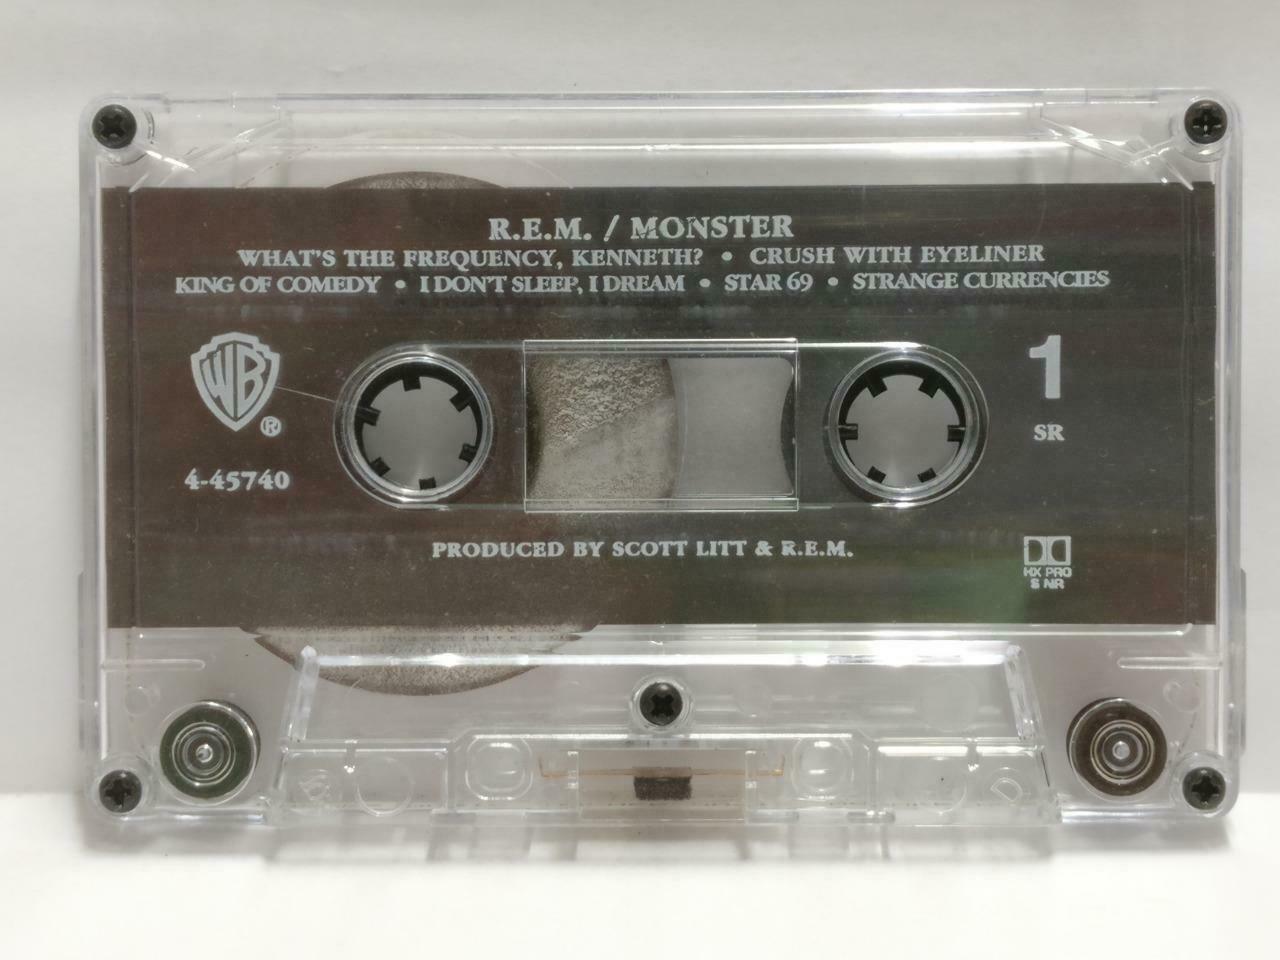 R.E.M. / MONSTER
WHAT'S THE FREQUENCY, KENNETH? • CRUSH WITH EYELINER
KING OF COMEDY • I DON'T SLEEP, I DREAM • STAR 69 • STRANGE CURRENCIES
WB
®
1
SR
4-45740
PRODUCED BY SCOTT LITT & R.E.M.
HX PRO
S NR